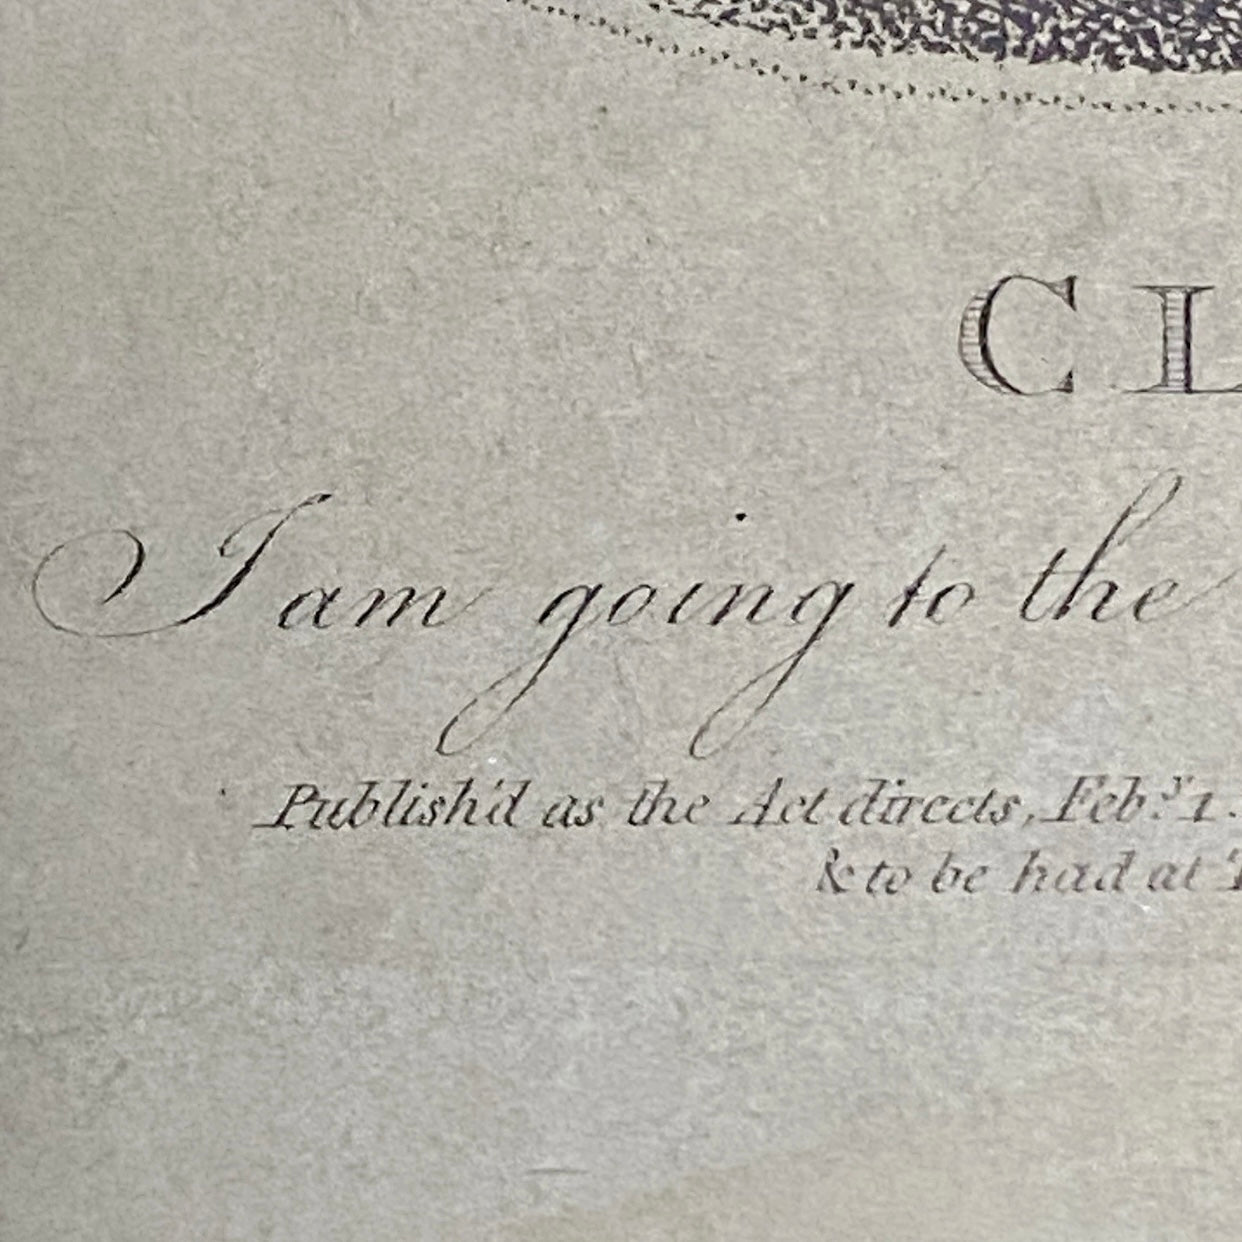 CL
I am going to the
Publish'd as the Act directs, Feb.y 1.
& to be had at